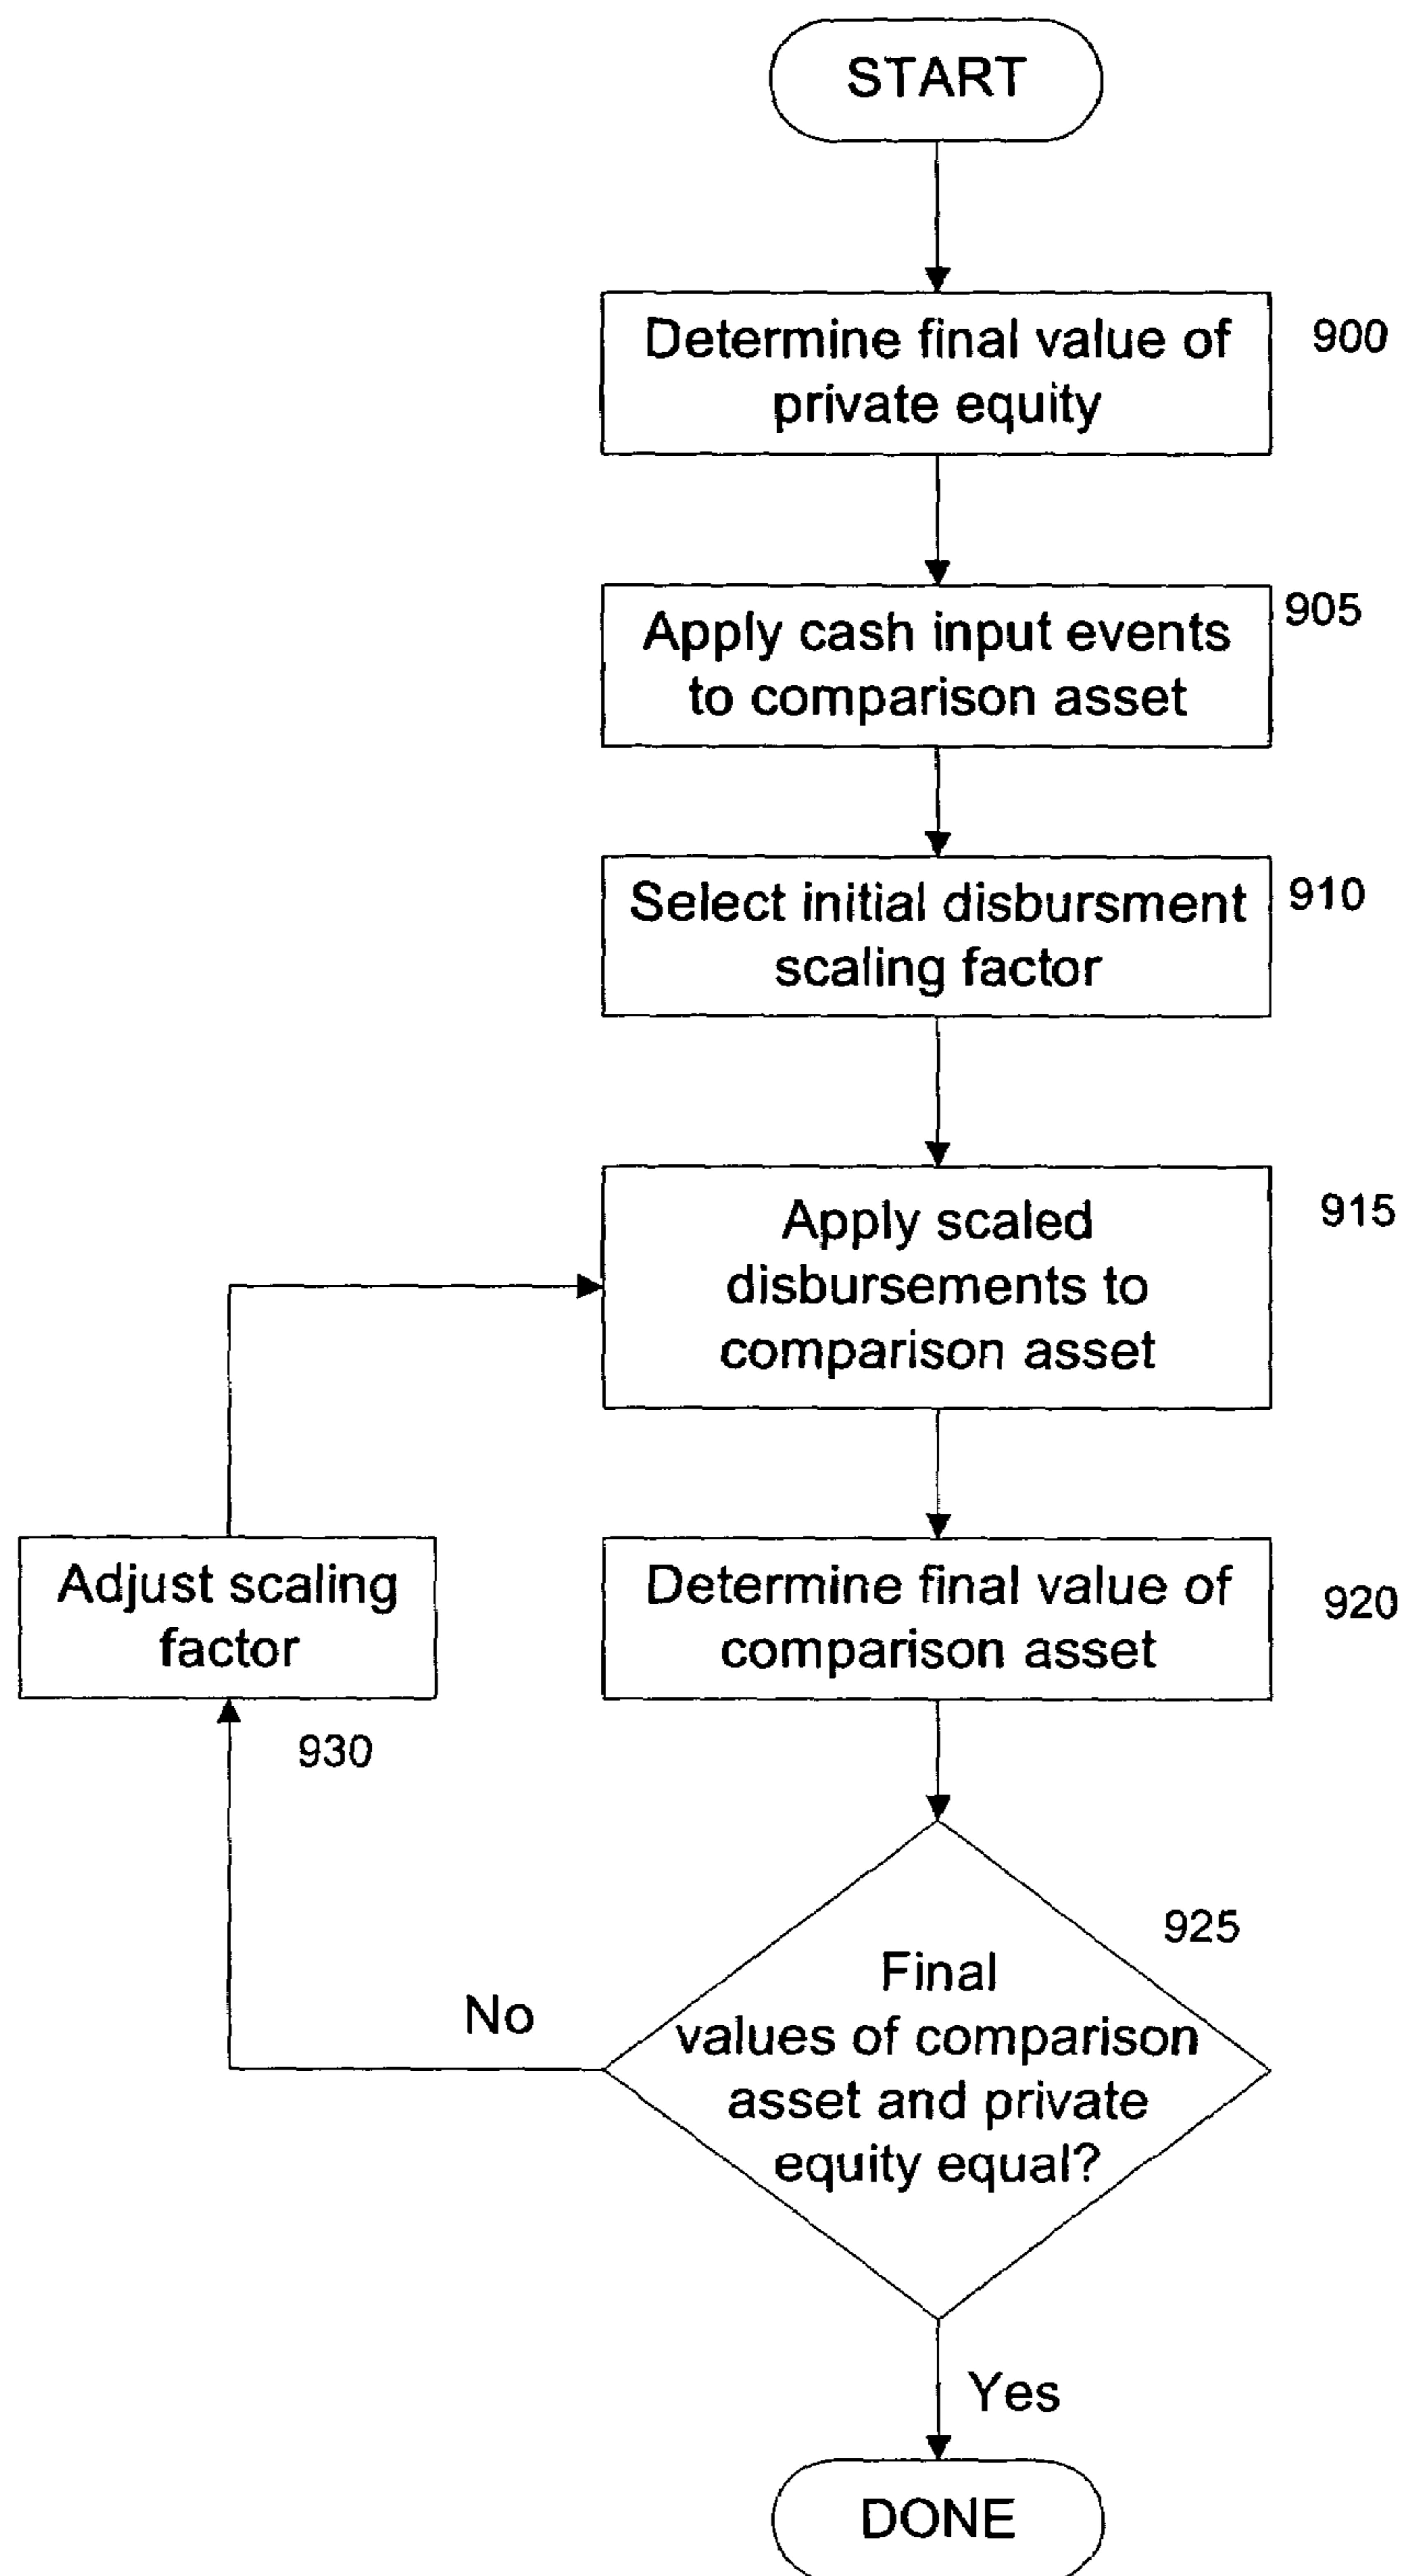 START
Determine final value of
private equity
900
Apply cash input events
to comparison asset
905
Select initial disbursment
scaling factor
910
Apply scaled
disbursements to
comparison asset
915
Adjust scaling
factor
930
Determine final value of
comparison asset
920
Final
values of comparison
asset and private
equity equal?
925
No
Yes
DONE